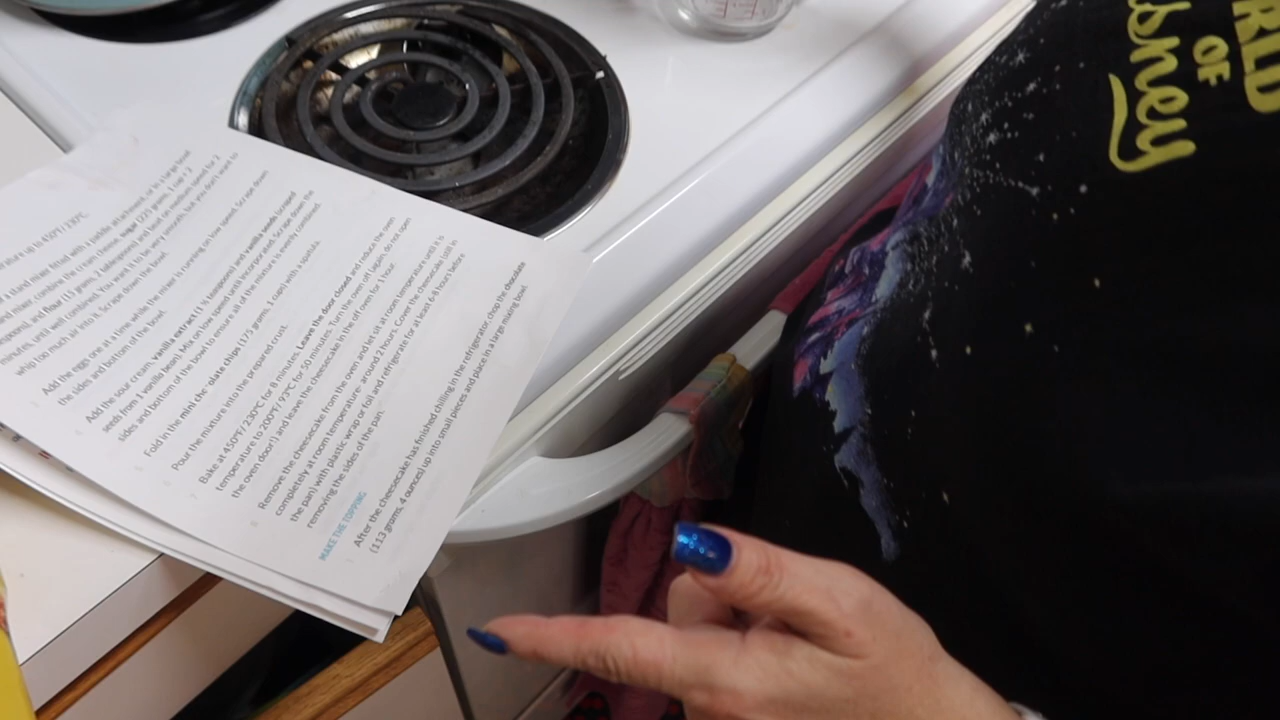 ature up to 450°F/ 230°C.
f a stand mixer fitted with a paddle attachment, or in a large bowl
nd mixer, combine the cream cheese, sugar (225 grams, 1 cup + 2
spoons), and flour (15 grams, 2 tablespoons) and beat on medium speed for 2
minutes, until well combined. You want it to be very smooth, but you don't want to
whip too much air into it. Scrape down the bowl.
Add the eggs one at a time while the mixer is running on low speed. Scrape down
the sides and bottom of the bowl.
Add the sour cream, vanilla extract (1 ½ teaspoons) and vanilla seeds (scraped
seeds from 1 vanilla bean). Mix on low speed until incorporated. Scrape down the
sides and bottom of the bowl to ensure all of the mixture is evenly combined.
Fold in the mini chocolate chips (175 grams, 1 cup) with a spatula.
Pour the mixture into the prepared crust.
Bake at 450°F/ 230°C for 8 minutes. Leave the door closed and reduce the oven
temperature to 200°F/ 93°C for 50 minutes. Turn the oven off (again, do not open
the oven door!) and leave the cheesecake in the off oven for 1 hour.
Remove the cheesecake from the oven and let sit at room temperature until it is
completely at room temperature- around 2 hours. Cover the cheesecake (still in
the pan) with plastic wrap or foil and refrigerate for at least 6-8 hours before
removing the sides of the pan.
MAKE THE TOPPING
After the cheesecake has finished chilling in the refrigerator, chop the chocolate
(113 grams, 4 ounces) up into small pieces and place in a large mixing bowl.
RLD
OF
sney